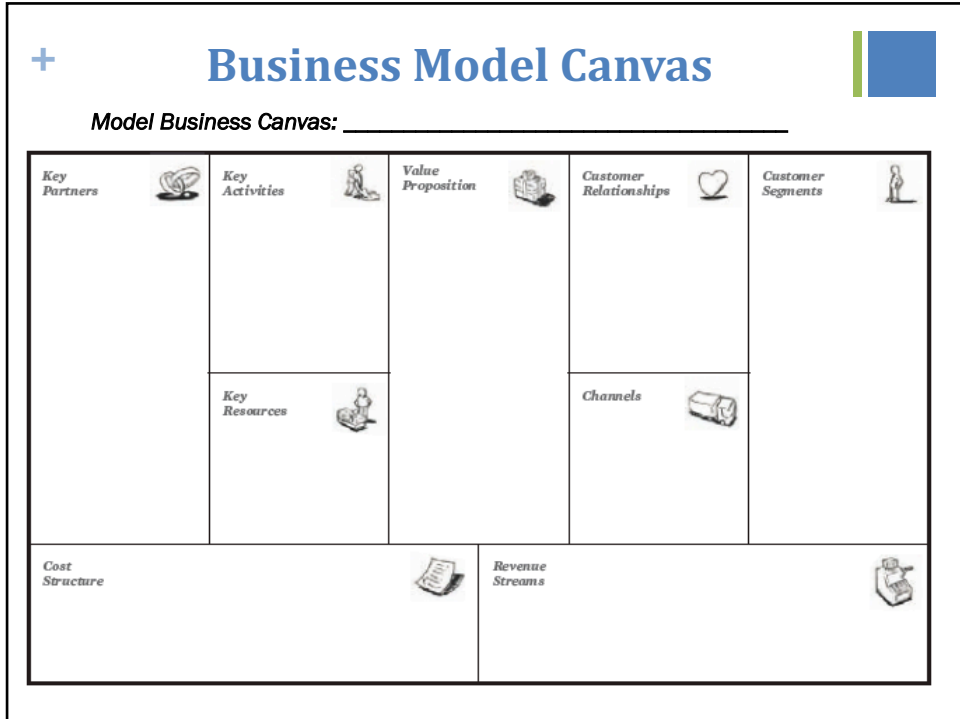 +
Business Model Canvas
Model Business Canvas: ______________________________________
Key
Partners
Key
Activities
Value
Proposition
Customer
Relationships
Customer
Segments
Key
Resources
Channels
Cost
Structure
Revenue
Streams